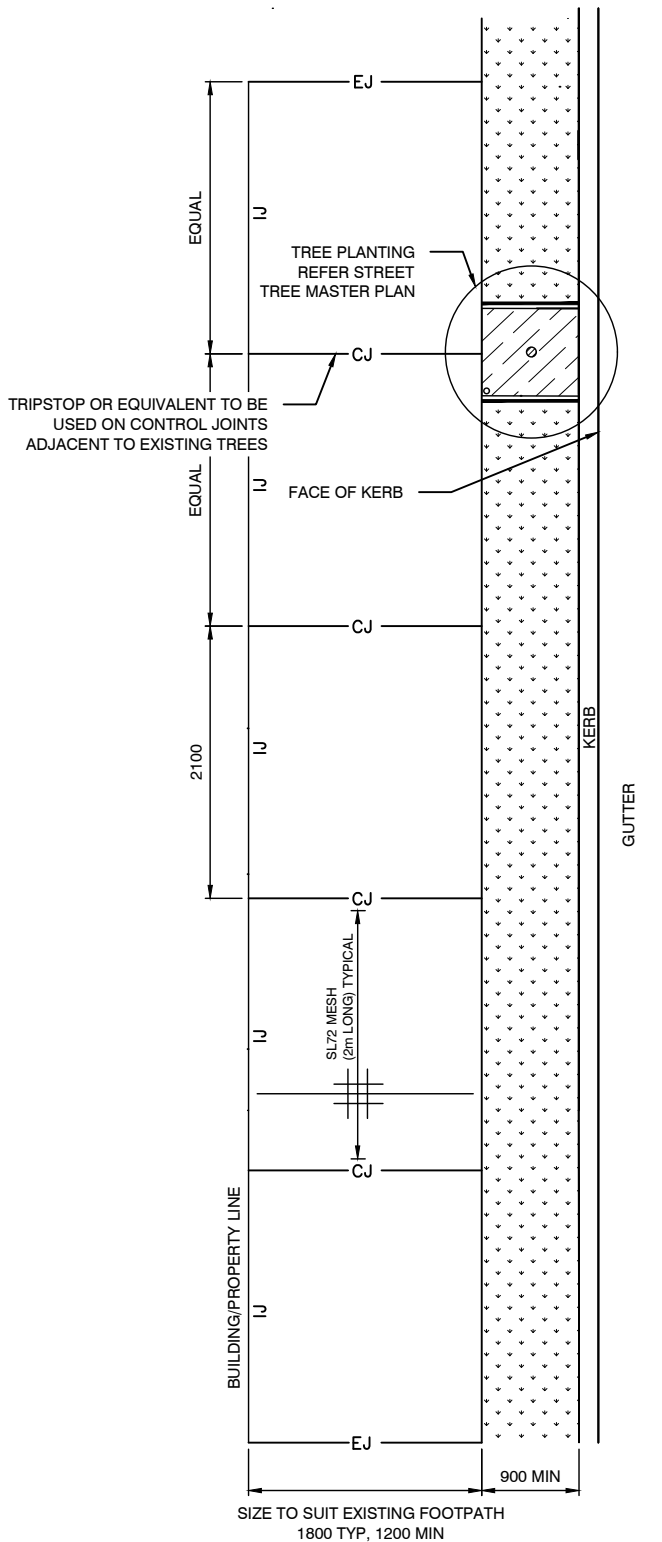 EJ
EQUAL
IJ
TREE PLANTING
REFER STREET
TREE MASTER PLAN
CJ
TRIPSTOP OR EQUIVALENT TO BE
USED ON CONTROL JOINTS
ADJACENT TO EXISTING TREES
EQUAL
IJ
FACE OF KERB
CJ
2100
IJ
KERB
GUTTER
CJ
SL72 MESH
(2m LONG) TYPICAL
IJ
CJ
BUILDING/PROPERTY LINE
IJ
EJ
900 MIN
SIZE TO SUIT EXISTING FOOTPATH
1800 TYP, 1200 MIN